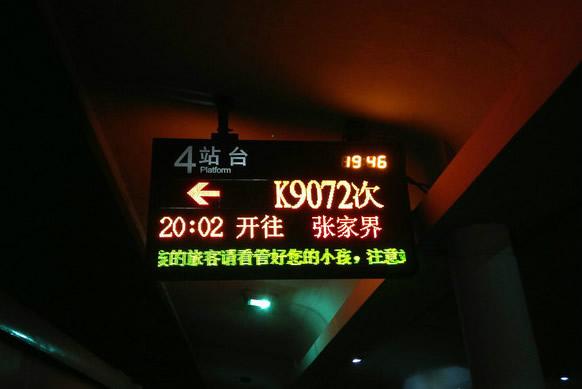 4站台
Platform
19:46
K9072次
20:02 开往 张家界
的旅客请看管好您的小孩，注意